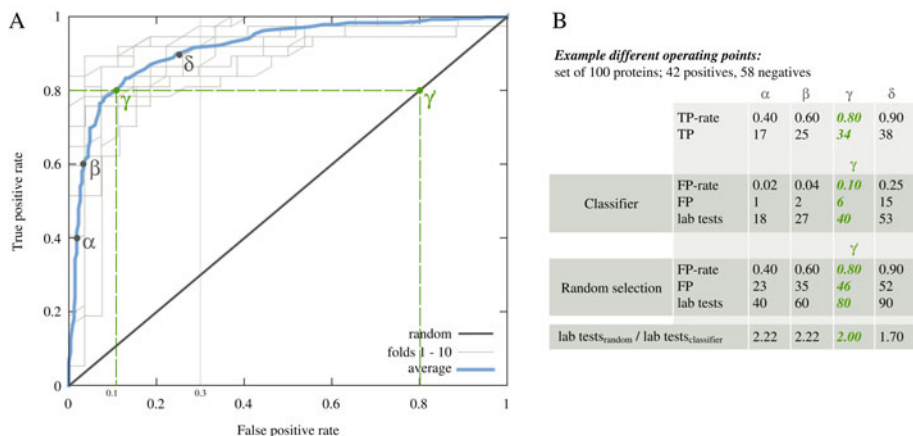 A
1
0.8
0.6
0.4
0.2
0
True positive rate
0
0.1
0.2
0.3
0.4
0.6
0.8
1
False positive rate
α
β
γ
δ
γ
random
folds 1 - 10
average
B
Example different operating points:
set of 100 proteins; 42 positives, 58 negatives
α β γ δ
TP-rate 0.40 0.60 0.80 0.90
TP 17 25 34 38
γ
Classifier
FP-rate 0.02 0.04 0.10 0.25
FP 1 2 6 15
lab tests 18 27 40 53
γ
Random selection
FP-rate 0.40 0.60 0.80 0.90
FP 23 35 46 52
lab tests 40 60 80 90
lab tests random / lab tests classifier 2.22 2.22 2.00 1.70